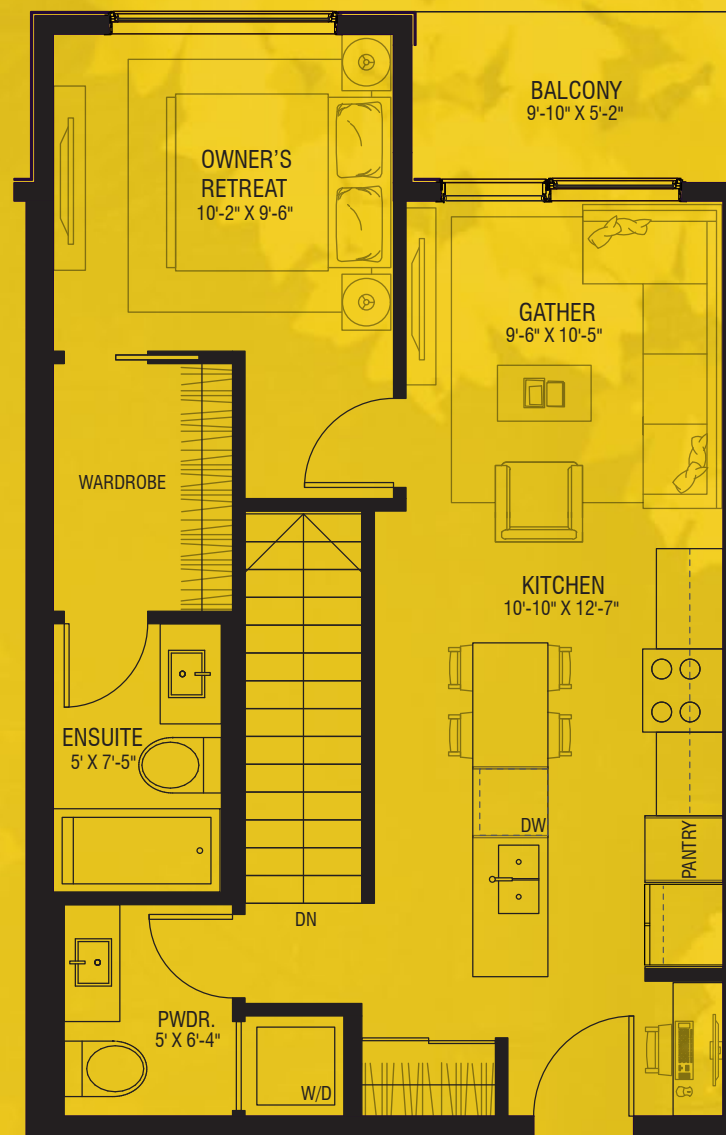 BALCONY
9'-10" X 5'-2"
OWNER'S
RETREAT
10'-2" X 9'-6"
GATHER
9'-6" X 10'-5"
WARDROBE
KITCHEN
10'-10" X 12'-7"
ENSUITE
5' X 7'-5"
DW
PANTRY
DN
PWDR.
5' X 6'-4"
W/D